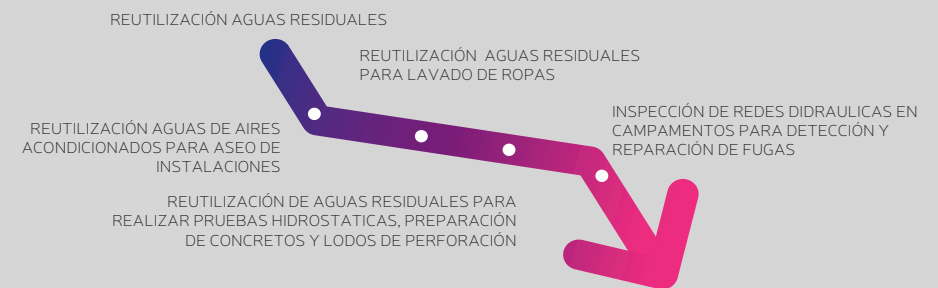 REUTILIZACIÓN AGUAS RESIDUALES
REUTILIZACIÓN AGUAS RESIDUALES
PARA LAVADO DE ROPAS
INSPECCIÓN DE REDES DIDRAULICAS EN
CAMPAMENTOS PARA DETECCIÓN Y
REPARACIÓN DE FUGAS
REUTILIZACIÓN AGUAS DE AIRES
ACONDICIONADOS PARA ASEO DE
INSTALACIONES
REUTILIZACIÓN DE AGUAS RESIDUALES PARA
REALIZAR PRUEBAS HIDROSTATICAS, PREPARACIÓN
DE CONCRETOS Y LODOS DE PERFORACIÓN